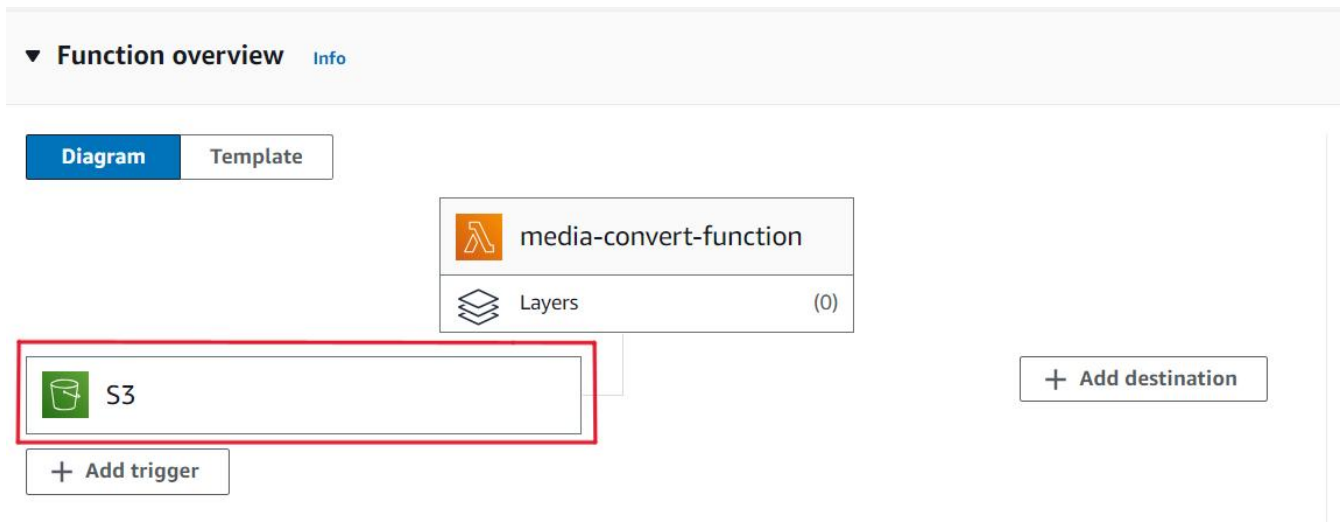 Function overview Info
Diagram Template
media-convert-function
Layers (0)
S3
+ Add destination
+ Add trigger